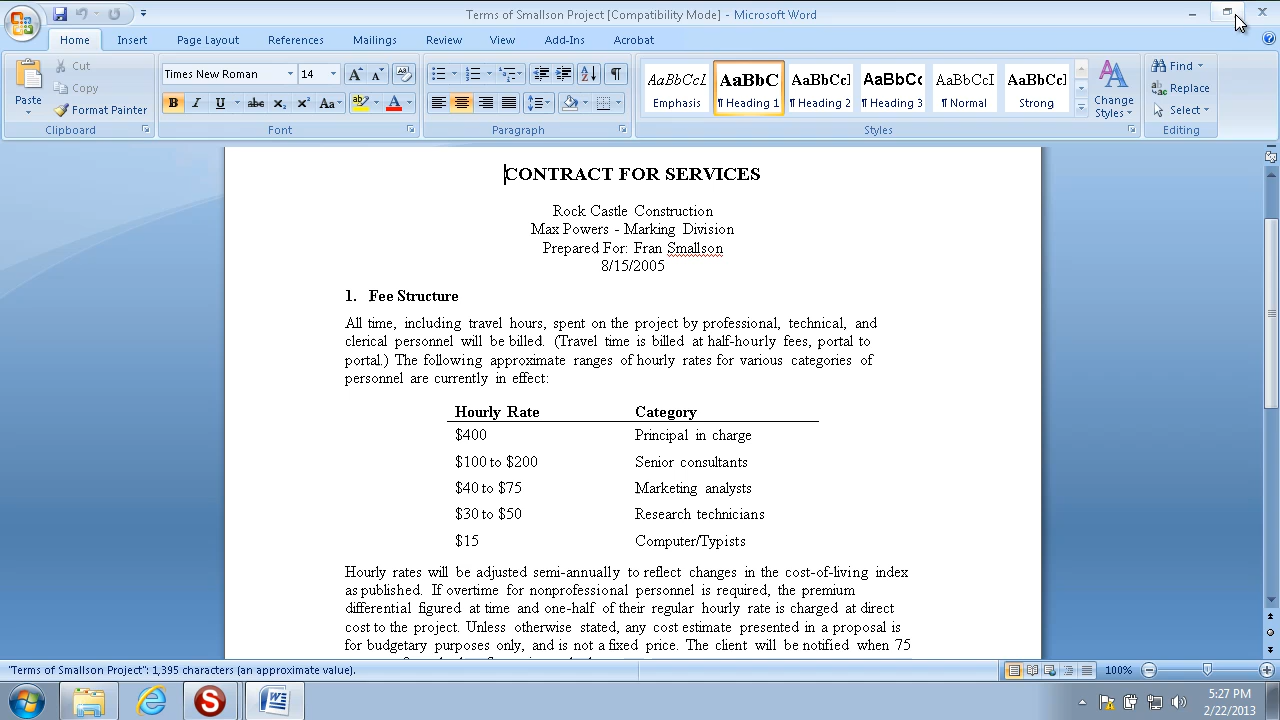 Terms of Smallson Project [Compatibility Mode] - Microsoft Word
Home Insert Page Layout References Mailings Review View Add-Ins Acrobat
Paste
Cut
Copy
Format Painter
Clipboard
Times New Roman 14
B I U abc x₂ x² Aa ab A
Font
Paragraph
AaBbCcI AaBbC AaBbCcl AaBbCc AaBbCcI AaBbCcl
Emphasis ¶ Heading 1 ¶ Heading 2 ¶ Heading 3 ¶ Normal Strong
Change Styles
Styles
Find
Replace
Select
Editing
CONTRACT FOR SERVICES
Rock Castle Construction
Max Powers - Marking Division
Prepared For: Fran Smallson
8/15/2005
1. Fee Structure
All time, including travel hours, spent on the project by professional, technical, and
clerical personnel will be billed. (Travel time is billed at half-hourly fees, portal to
portal.) The following approximate ranges of hourly rates for various categories of
personnel are currently in effect:
Hourly Rate Category
$400 Principal in charge
$100 to $200 Senior consultants
$40 to $75 Marketing analysts
$30 to $50 Research technicians
$15 Computer/Typists
Hourly rates will be adjusted semi-annually to reflect changes in the cost-of-living index
as published. If overtime for nonprofessional personnel is required, the premium
differential figured at time and one-half of their regular hourly rate is charged at direct
cost to the project. Unless otherwise stated, any cost estimate presented in a proposal is
for budgetary purposes only, and is not a fixed price. The client will be notified when 75
"Terms of Smallson Project": 1,395 characters (an approximate value).
100%
5:27 PM
2/22/2013